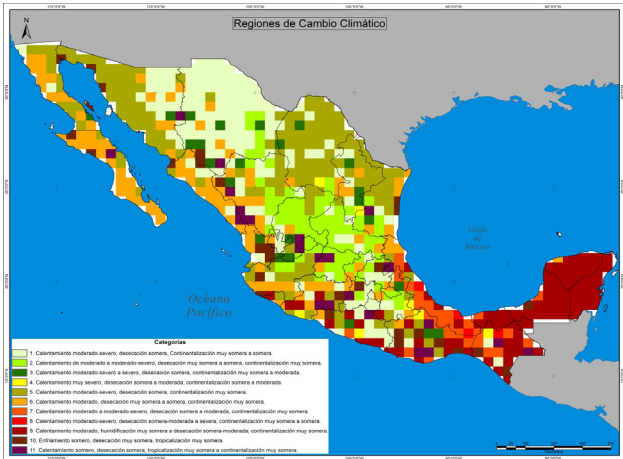 Regiones de Cambio Climático
N
Golfo
de
México
Océano
Pacífico
Categorías
1. Calentamiento moderado-severo, desecación somera, Continentalización muy somera a somera.
2. Calentamiento de moderado a moderado-severo, desecación muy somera a somera, continentalización muy somera.
3. Calentamiento moderado-severo a severo, desecación somera, continentalización muy somera a moderada.
4. Calentamiento muy severo, desecación somera a moderada, continentalización somera a moderada.
5. Calentamiento moderado-severo, desecación somera, continentalización muy somera.
6. Calentamiento moderado, desecación muy somera a somera, continentalización muy somera.
7. Calentamiento moderado a moderado-severo, desecación somera a moderada, continentalización muy somera.
8. Calentamiento moderado-severo, desecación somera-moderada a severa, continentalización muy somera a somera.
9. Calentamiento moderado, humidificación muy somera a desecación somera-moderada, continentalización muy somera.
10. Enfriamiento somero, desecación muy somera, tropicalización muy somera.
11. Calentamiento somero, desecación somera, tropicalización muy somera a continentalización muy somera.